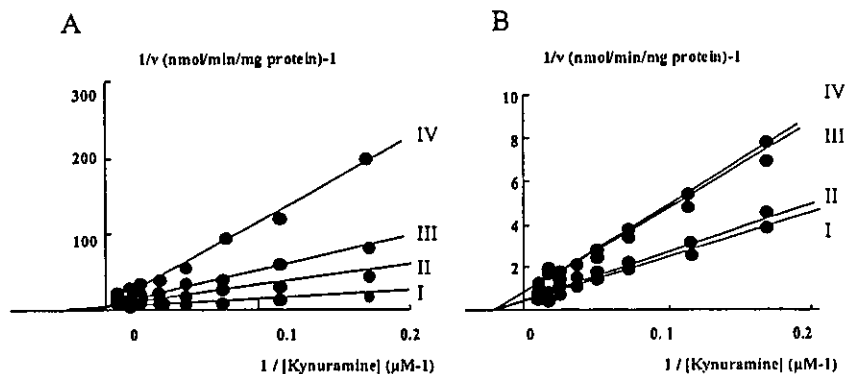 A
1/v (nmol/min/mg protein)-1
300
200
100
IV
III
II
I
0
0.1
0.2
1 / [Kynuramine] (µM-1)
B
1/v (nmol/min/mg protein)-1
10
8
6
4
2
IV
III
II
I
0
0.1
0.2
1 / [Kynuramine] (µM-1)